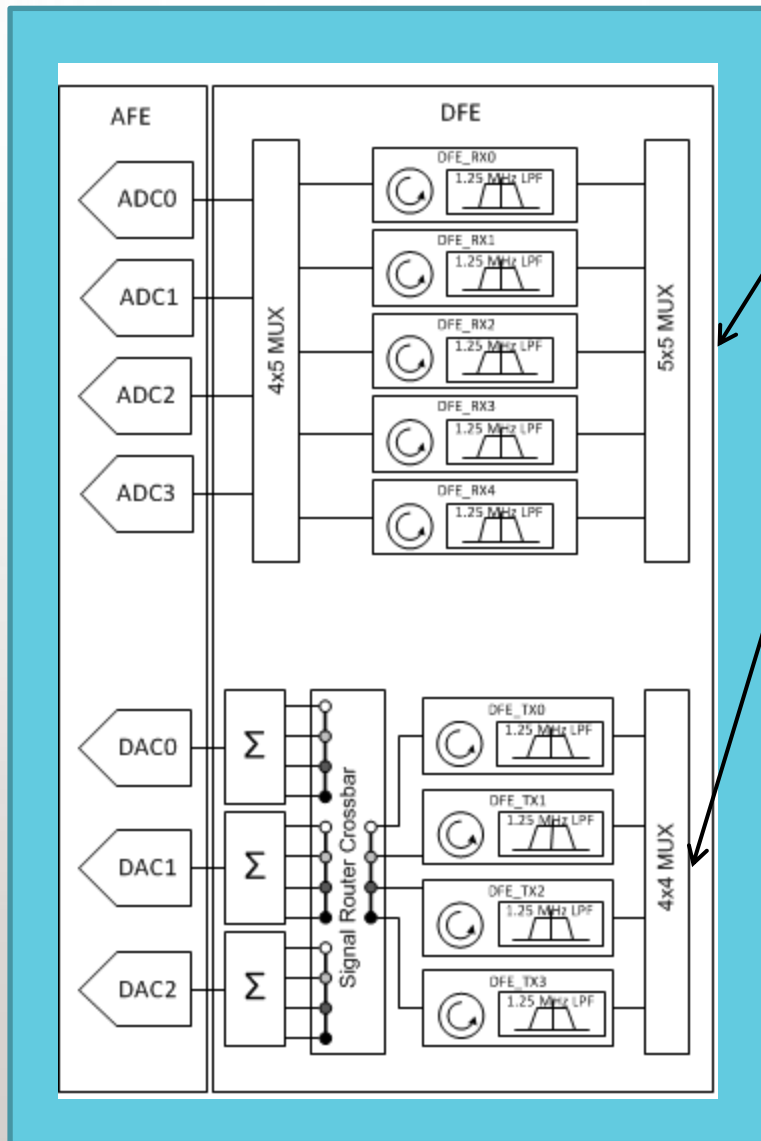 AFE
DFE
ADC0
ADC1
ADC2
ADC3
4x5 MUX
DFE_RX0
1.25 MHz LPF
DFE_RX1
1.25 MHz LPF
DFE_RX2
1.25 MHz LPF
DFE_RX3
1.25 MHz LPF
DFE_RX4
1.25 MHz LPF
5x5 MUX
DAC0
DAC1
DAC2
Σ
Σ
Σ
Signal Router Crossbar
DFE_TX0
1.25 MHz LPF
DFE_TX1
1.25 MHz LPF
DFE_TX2
1.25 MHz LPF
DFE_TX3
1.25 MHz LPF
4x4 MUX